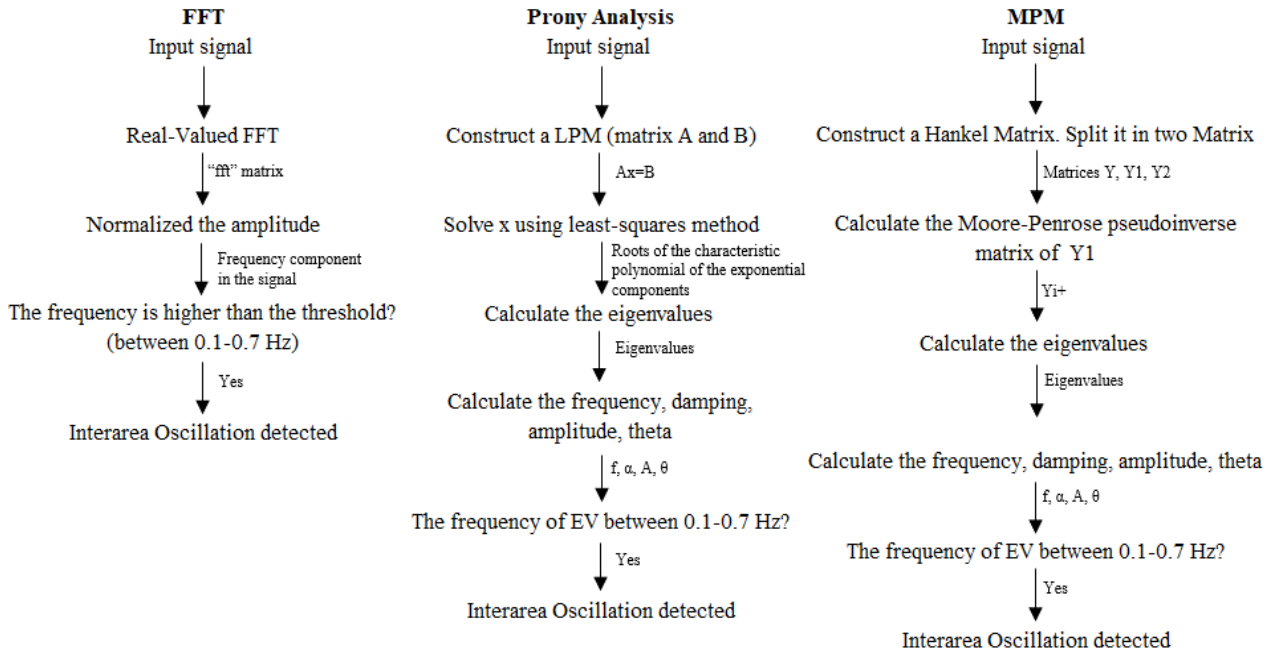 FFT
Input signal
Real-Valued FFT
“fft” matrix
Normalized the amplitude
Frequency component
in the signal
The frequency is higher than the threshold?
(between 0.1-0.7 Hz)
Yes
Interarea Oscillation detected
Prony Analysis
Input signal
Construct a LPM (matrix A and B)
Ax=B
Solve x using least-squares method
Roots of the characteristic
polynomial of the exponential
components
Calculate the eigenvalues
Eigenvalues
Calculate the frequency, damping,
amplitude, theta
f, α, A, θ
The frequency of EV between 0.1-0.7 Hz?
Yes
Interarea Oscillation detected
MPM
Input signal
Construct a Hankel Matrix. Split it in two Matrix
Matrices Y, Y1, Y2
Calculate the Moore-Penrose pseudoinverse
matrix of Y1
Yi+
Calculate the eigenvalues
Eigenvalues
Calculate the frequency, damping, amplitude, theta
f, α, A, θ
The frequency of EV between 0.1-0.7 Hz?
Yes
Interarea Oscillation detected